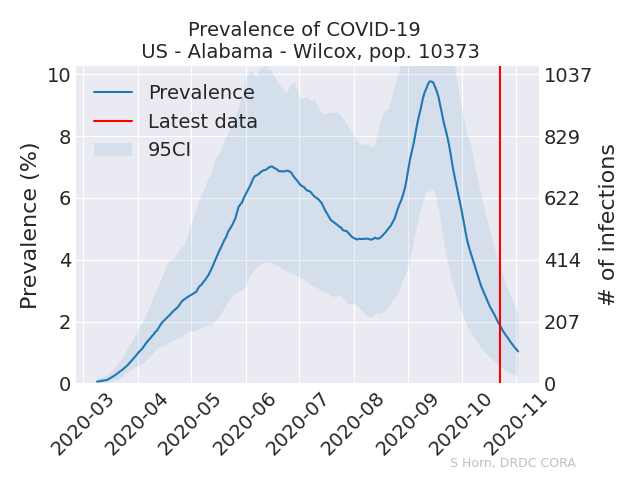 Prevalence of COVID-19
US - Alabama - Wilcox, pop. 10373
Prevalence
Latest data
95CI
Prevalence (%)
10
8
6
4
2
0
1037
829
622
414
207
0
# of infections
2020-03
2020-04
2020-05
2020-06
2020-07
2020-08
2020-09
2020-10
2020-11
S Horn, DRDC CORA